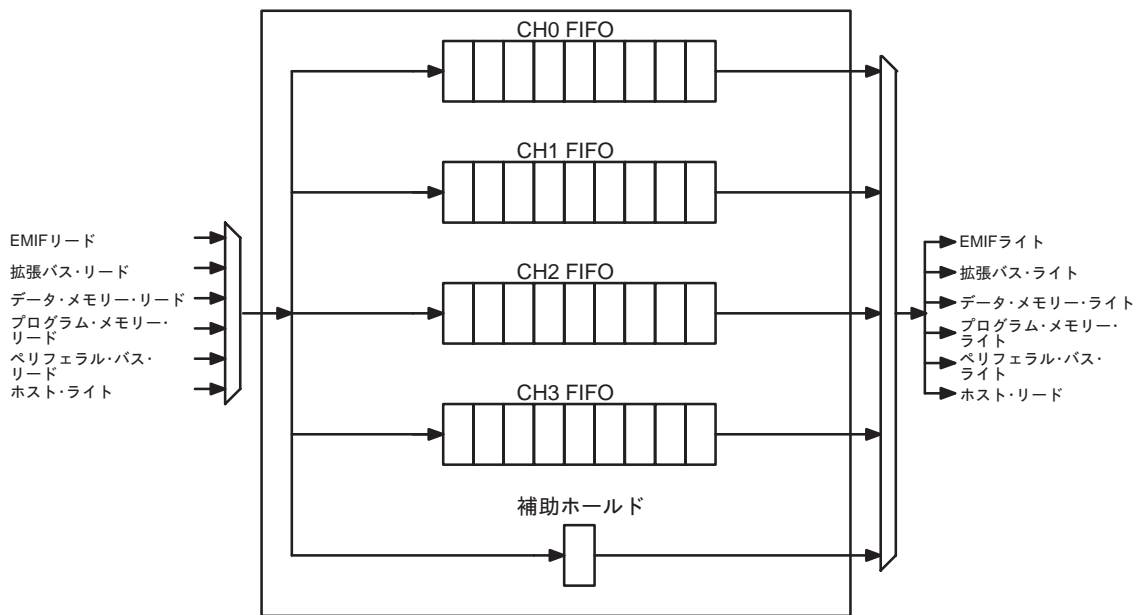 CH0 FIFO
CH1 FIFO
CH2 FIFO
CH3 FIFO
補助ホールド
EMIFリード
拡張バス・リード
データ・メモリー・リード
プログラム・メモリー・
リード
ペリフェラル・バス・
リード
ホスト・ライト
EMIFライト
拡張バス・ライト
データ・メモリー・ライト
プログラム・メモリー・
ライト
ペリフェラル・バス・
ライト
ホスト・リード